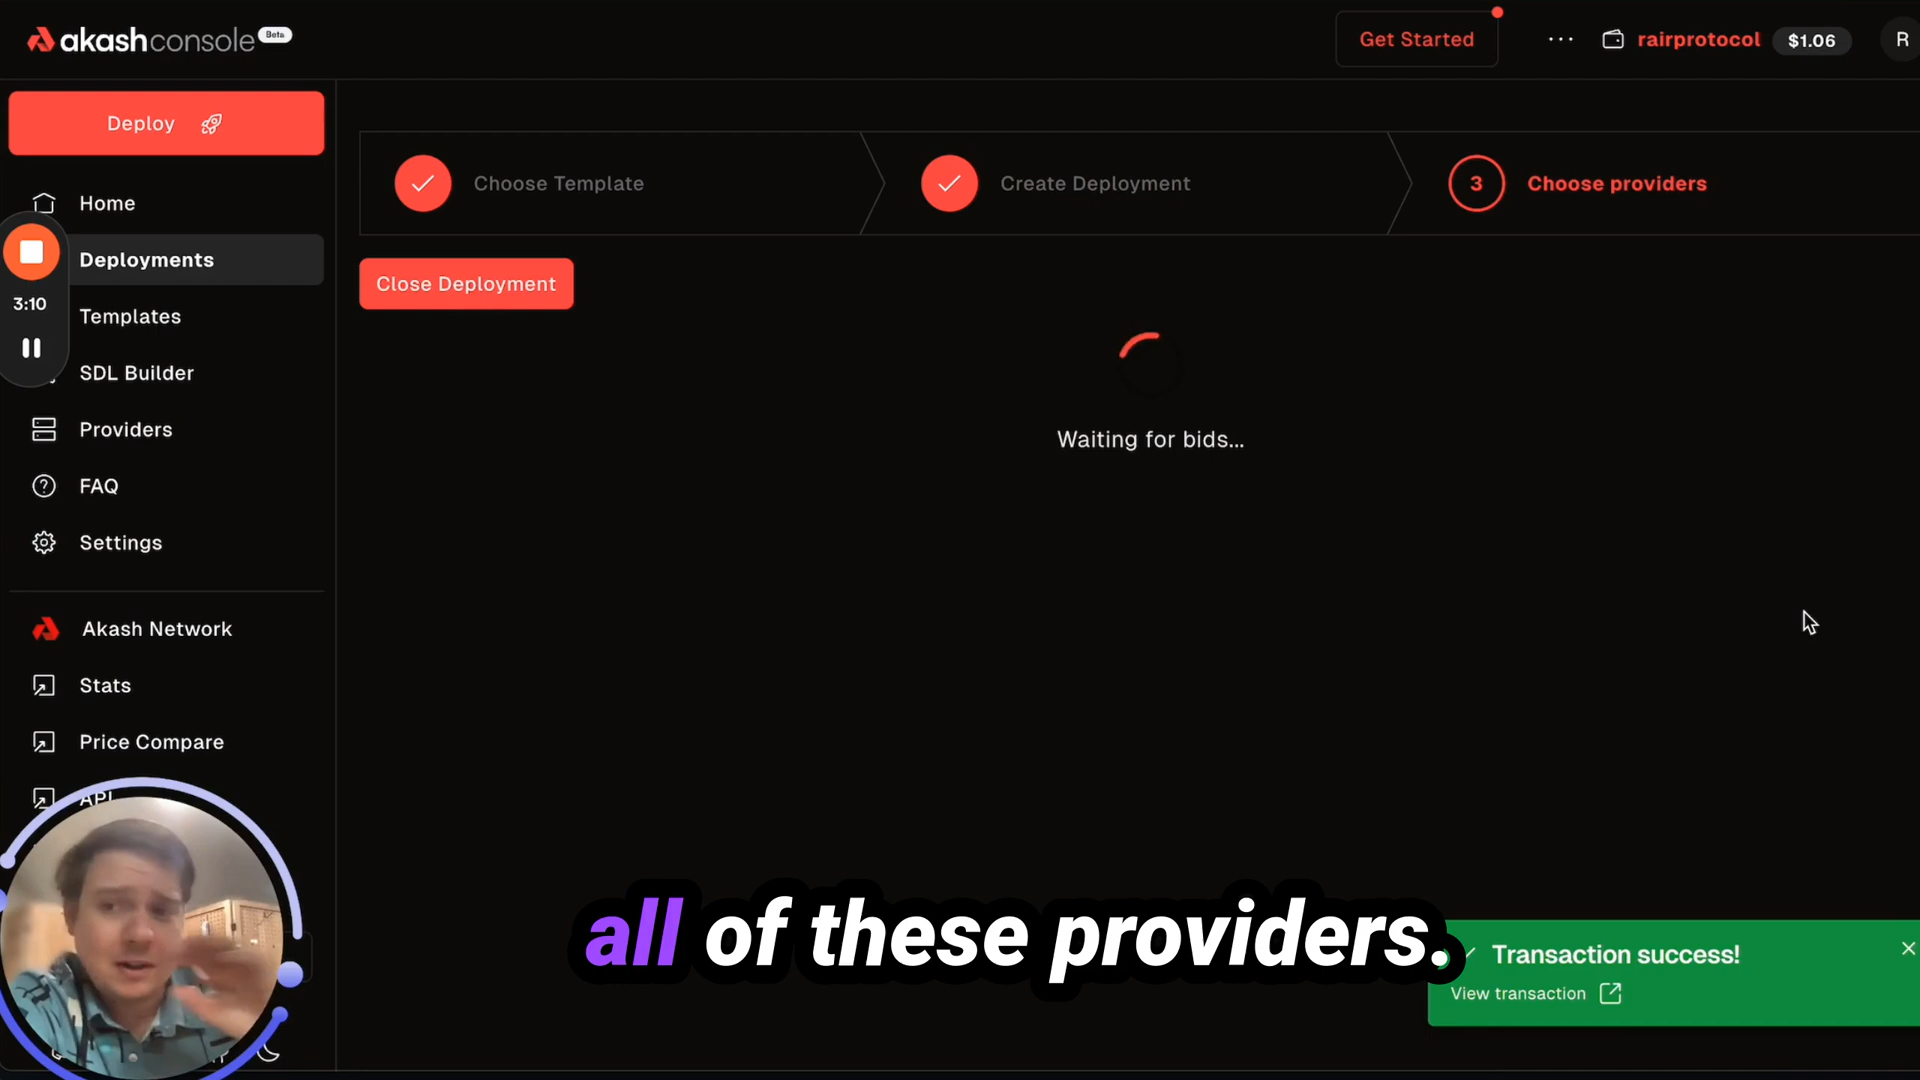 akashconsole Beta
Get Started
...
rairprotocol
$1.06
R
Deploy
Choose Template
Create Deployment
3
Choose providers
Home
Deployments
3:10
Templates
SDL Builder
Providers
FAQ
Settings
Close Deployment
Waiting for bids...
Akash Network
Stats
Price Compare
API
all of these providers.
Transaction success!
View transaction